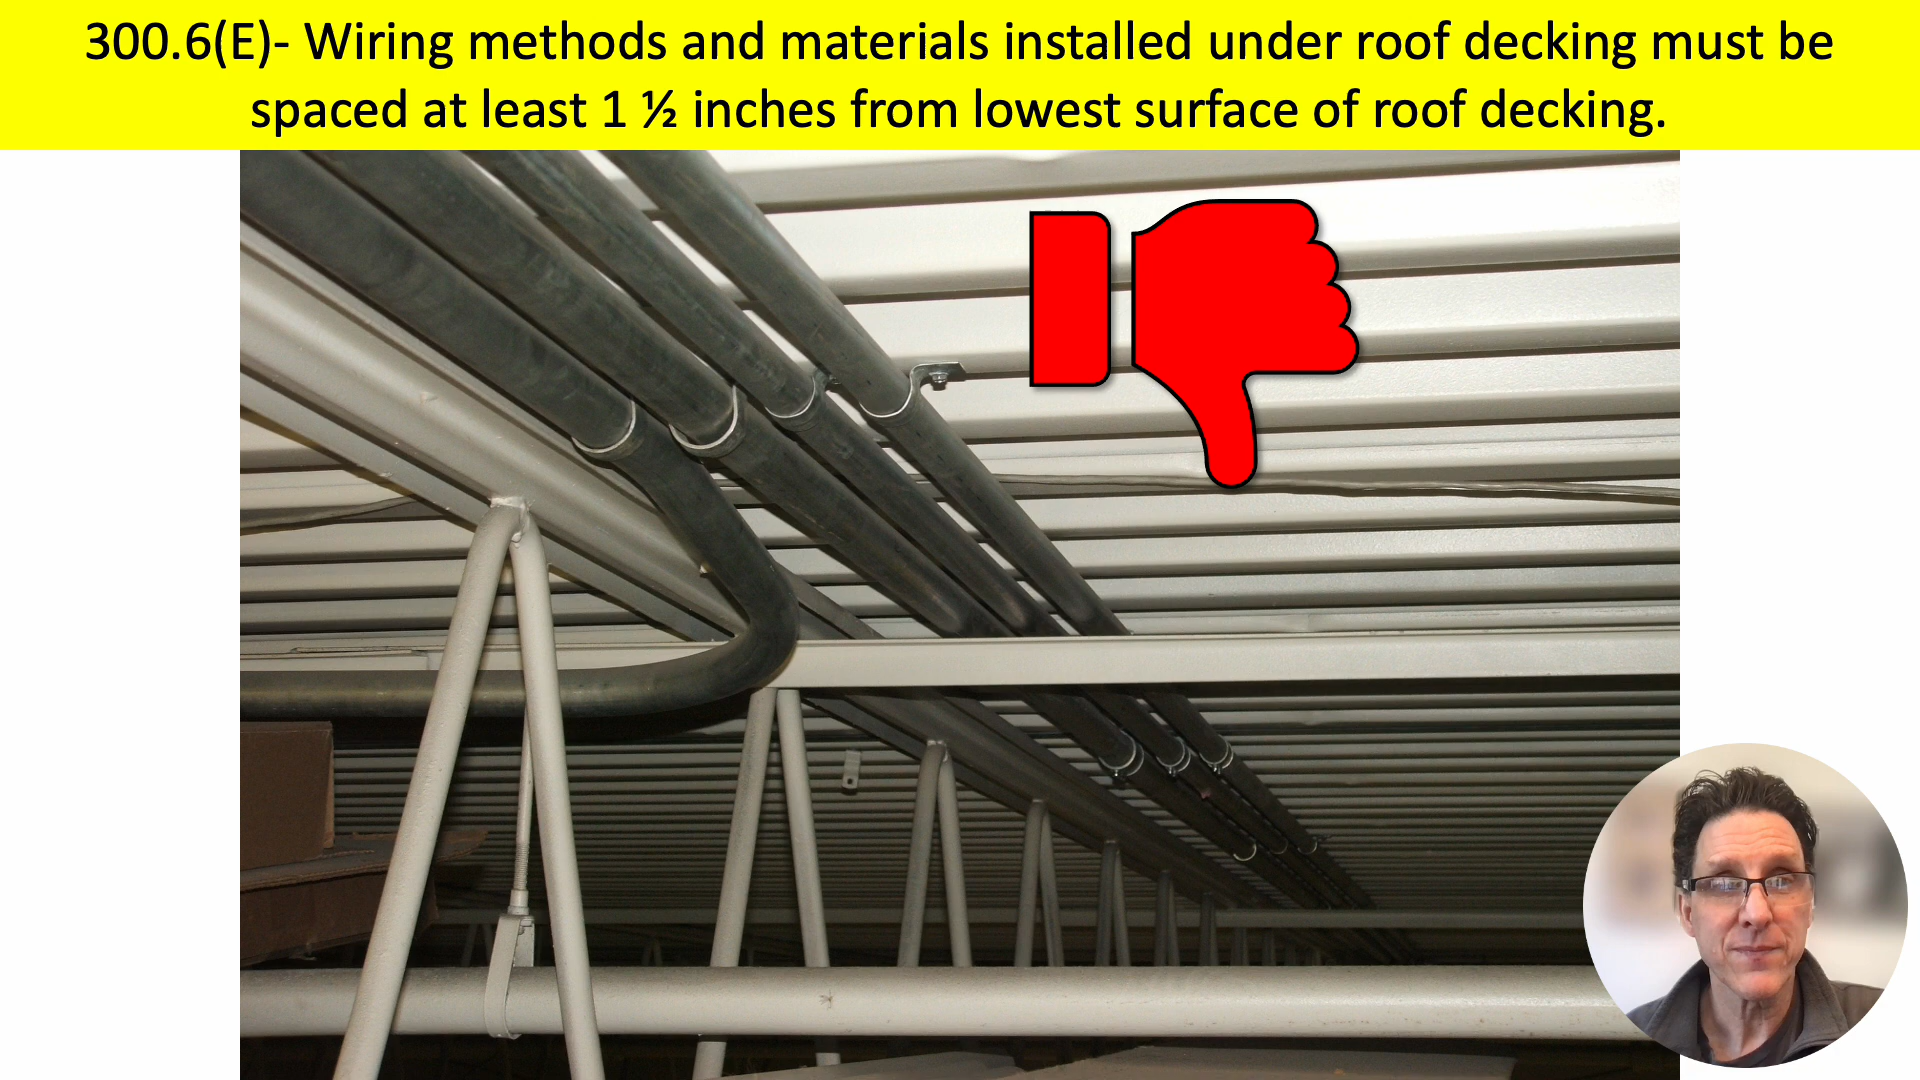 300.6(E)- Wiring methods and materials installed under roof decking must be
spaced at least 1 ½ inches from lowest surface of roof decking.